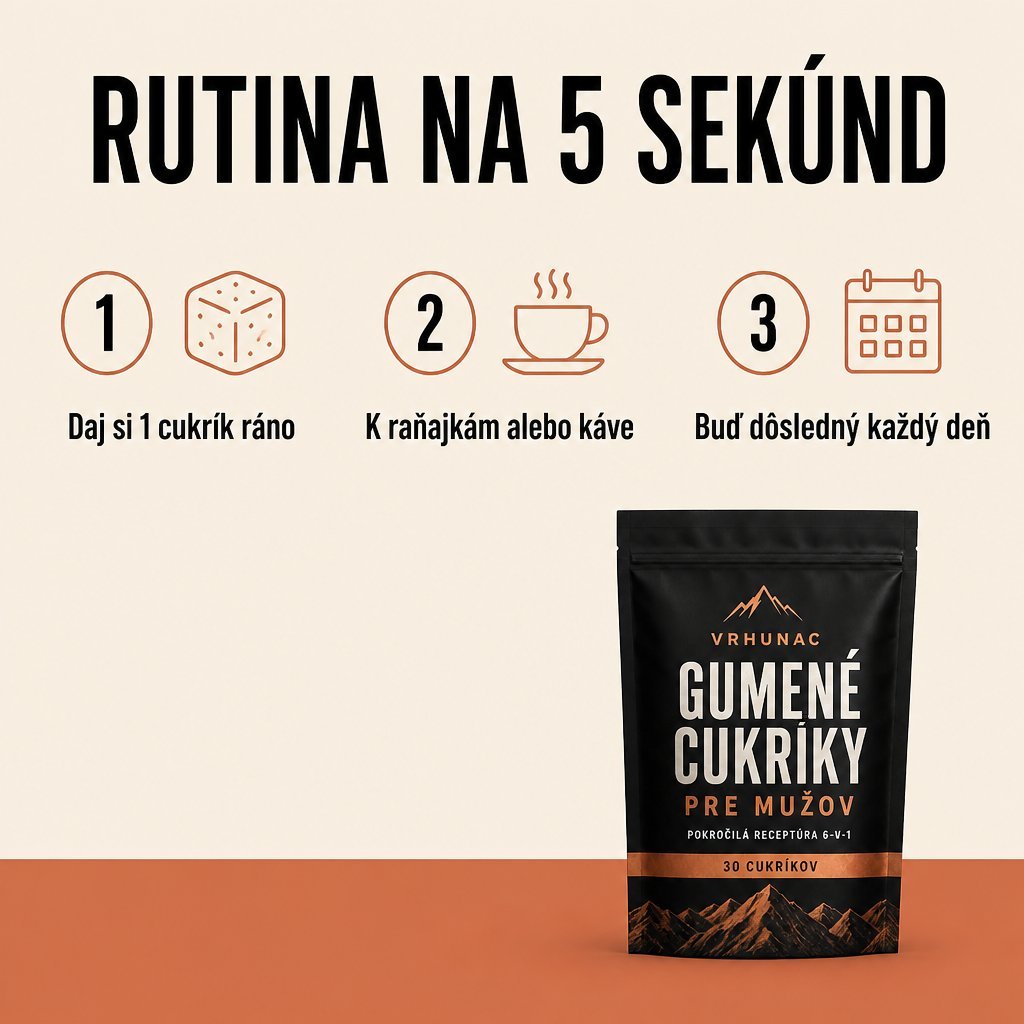 RUTINA NA 5 SEKÚND
1
2
3
Daj si 1 cukrík ráno
K raňajkám alebo káve
Buď dôsledný každý deň
VRHUNAC
GUMENÉ
CUKRÍKY
PRE MUŽOV
POKROČILÁ RECEPTÚRA 6-V-1
30 CUKRÍKOV